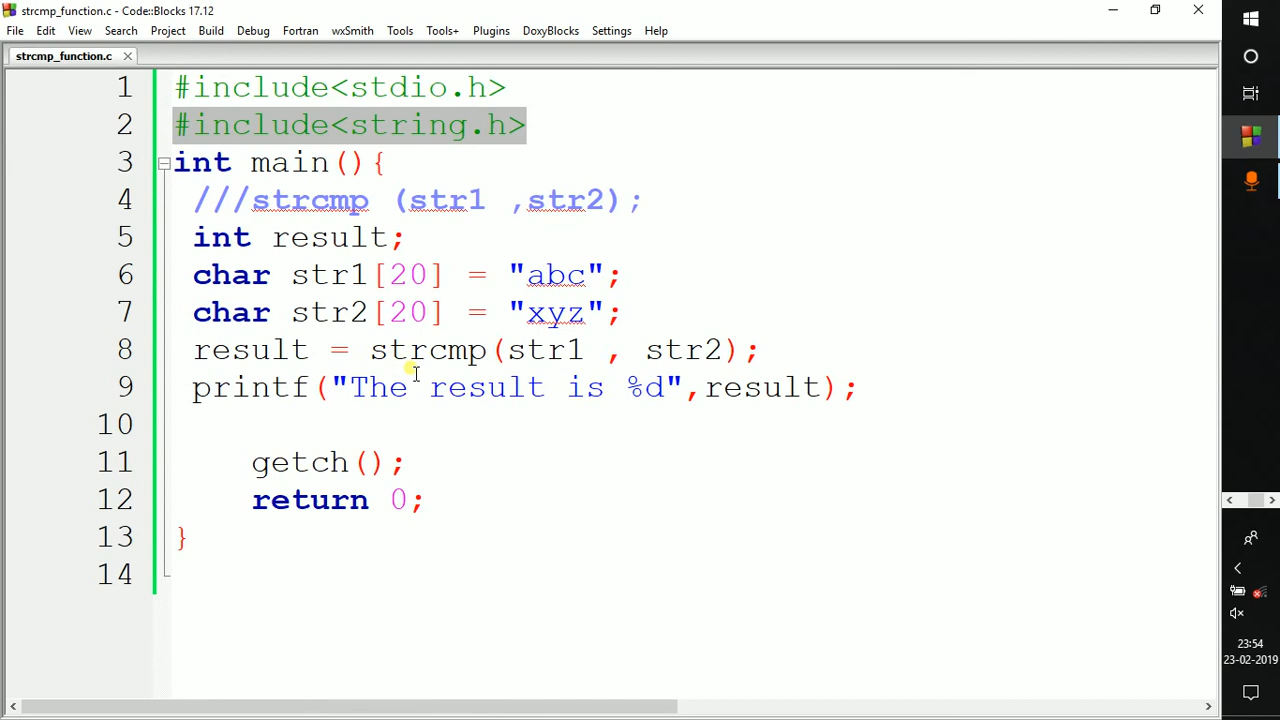 strcmp_function.c - Code::Blocks 17.12
File Edit View Search Project Build Debug Fortran wxSmith Tools Tools+ Plugins DoxyBlocks Settings Help
strcmp_function.c
1 #include<stdio.h>
2 #include<string.h>
3 int main(){
4 ///strcmp (str1 ,str2);
5 int result;
6 char str1[20] = "abc";
7 char str2[20] = "xyz";
8 result = strcmp(str1 , str2);
9 printf("The result is %d",result);
10
11 getch();
12 return 0;
13 }
14
23:54
23-02-2019